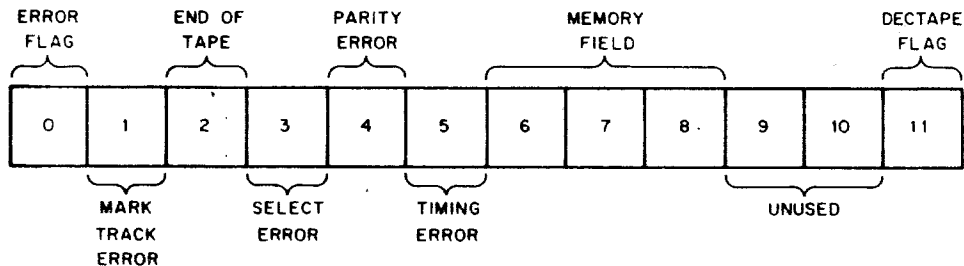 ERROR
FLAG
END OF
TAPE
PARITY
ERROR
MEMORY
FIELD
DECTAPE
FLAG
0 1 2 3 4 5 6 7 8 9 10 11
MARK
TRACK
ERROR
SELECT
ERROR
TIMING
ERROR
UNUSED